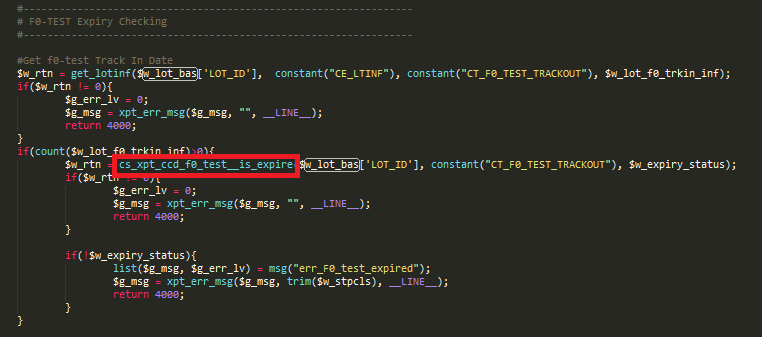 #----------------------------------------------------------------
# F0-TEST Expiry Checking
#----------------------------------------------------------------
#Get f0-test Track In Date
$w_rtn = get_lotinf($w_lot_bas['LOT_ID'], constant("CE_LTINF"), constant("CT_F0_TEST_TRACKOUT"), $w_lot_f0_trkin_inf);
if($w_rtn != 0){
$g_err_lv = 0;
$g_msg = xpt_err_msg($g_msg, "", __LINE__);
return 4000;
}
if(count($w_lot_f0_trkin_inf)>0){
$w_rtn = cs_xpt_ccd_f0_test__is_expire $w_lot_bas['LOT_ID'], constant("CT_F0_TEST_TRACKOUT"), $w_expiry_status);
if($w_rtn != 0){
$g_err_lv = 0;
$g_msg = xpt_err_msg($g_msg, "", __LINE__);
return 4000;
}
if(!$w_expiry_status){
list($g_msg, $g_err_lv) = msg("err_F0_test_expired");
$g_msg = xpt_err_msg($g_msg, trim($w_stpcls), __LINE__);
return 4000;
}
}